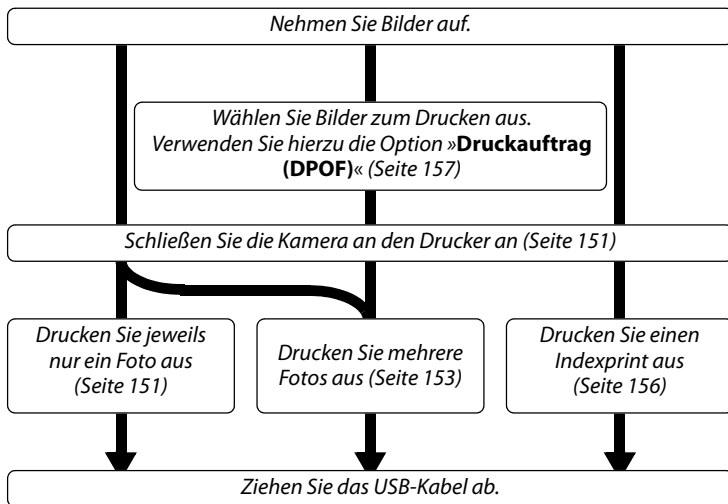 Nehmen Sie Bilder auf.
Wählen Sie Bilder zum Drucken aus.
Verwenden Sie hierzu die Option »Druckauftrag
(DPOF)« (Seite 157)
Schließen Sie die Kamera an den Drucker an (Seite 151)
Drucken Sie jeweils
nur ein Foto aus
(Seite 151)
Drucken Sie mehrere
Fotos aus (Seite 153)
Drucken Sie einen
Indexprint aus
(Seite 156)
Ziehen Sie das USB-Kabel ab.